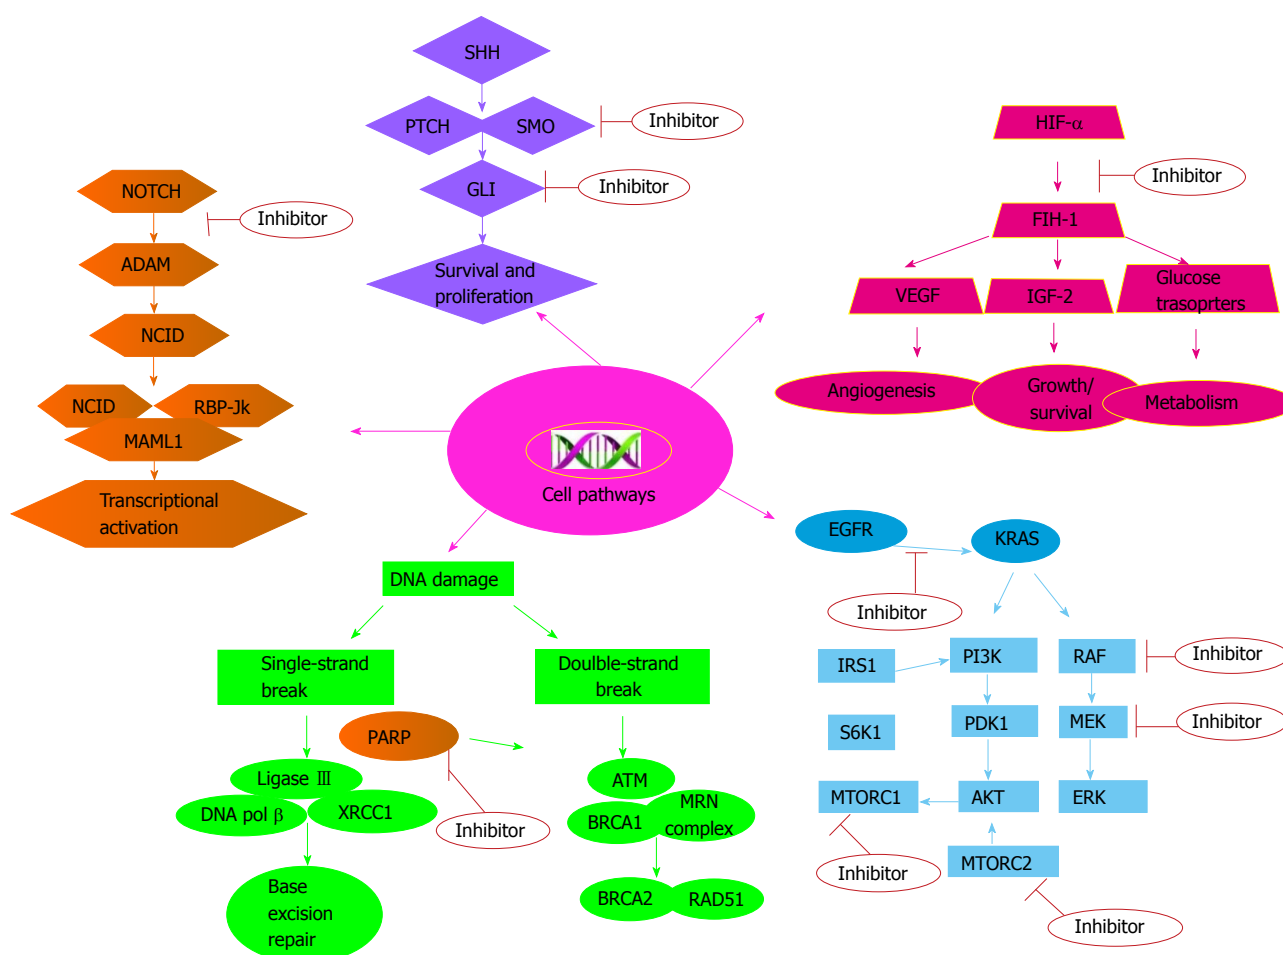 SHH
PTCH
SMO
Inhibitor
GLI
Inhibitor
Survival and
proliferation
NOTCH
Inhibitor
ADAM
NCID
NCID
RBP-Jk
MAML1
Transcriptional
activation
HIF-α
Inhibitor
FIH-1
VEGF
IGF-2
Glucose
trasoprters
Angiogenesis
Growth/
survival
Metabolism
Cell pathways
DNA damage
Single-strand
break
Doulble-strand
break
PARP
Inhibitor
Ligase Ⅲ
DNA pol β
XRCC1
Base
excision
repair
ATM
BRCA1
MRN
complex
BRCA2
RAD51
EGFR
KRAS
Inhibitor
IRS1
PI3K
RAF
Inhibitor
S6K1
PDK1
MEK
Inhibitor
MTORC1
AKT
ERK
Inhibitor
MTORC2
Inhibitor